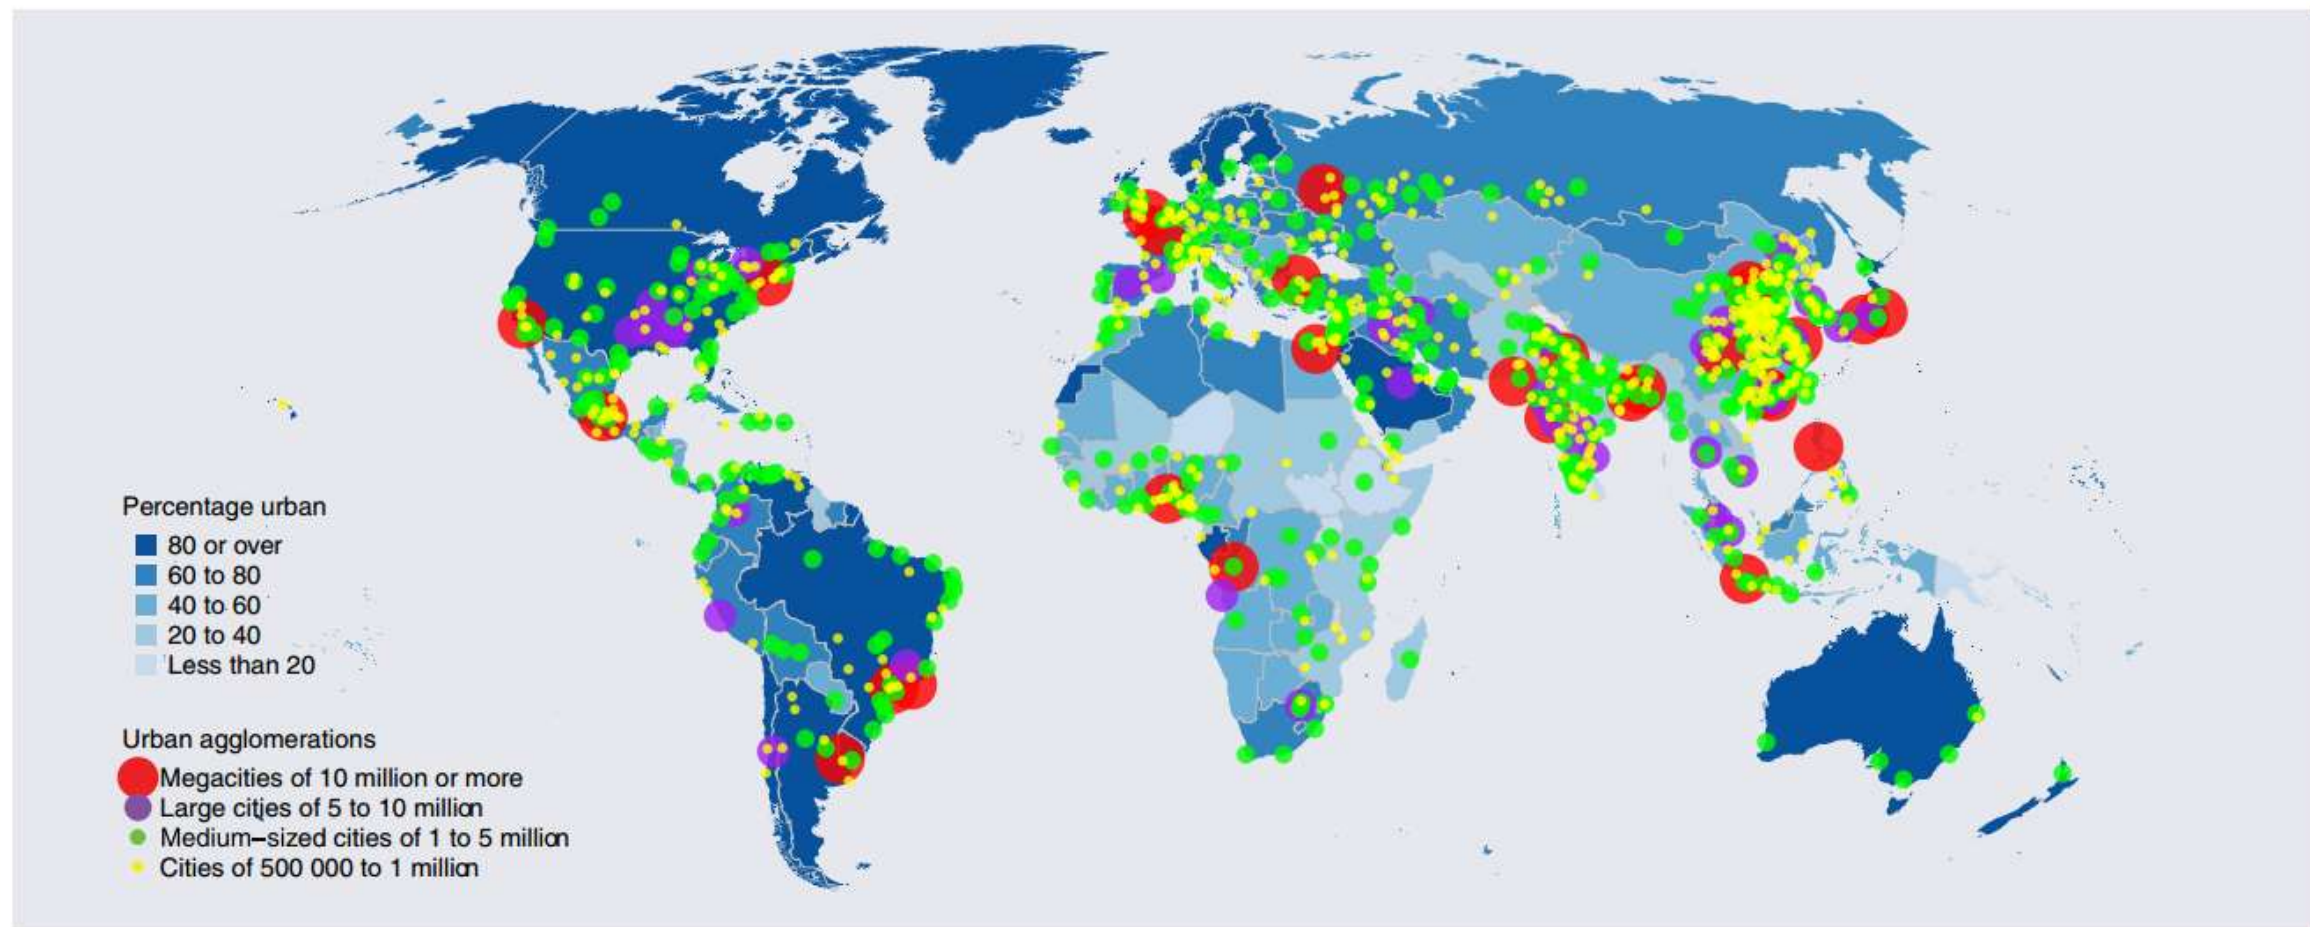 Percentage urban
80 or over
60 to 80
40 to 60
20 to 40
Less than 20
Urban agglomerations
Megacities of 10 million or more
Large cities of 5 to 10 million
Medium–sized cities of 1 to 5 million
Cities of 500 000 to 1 million